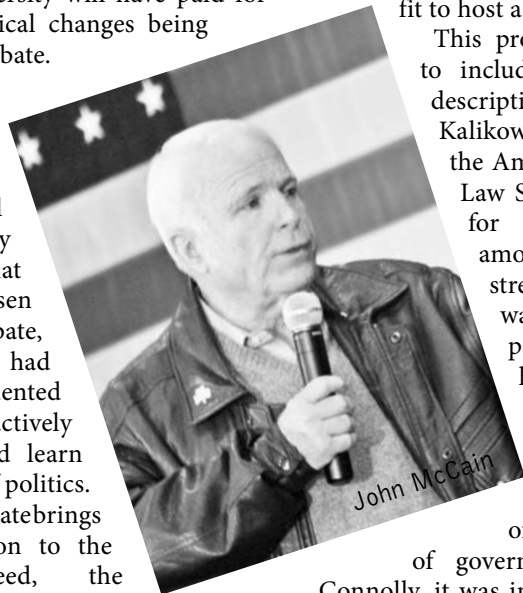 will have paid for
ical changes being
bate.
y
hat
sen
bate,
had
ented
ctively
d learn
politics.
atebrings
on to the
eed, the
fit to host a
This pro
to includ
descripti
Kalikow
the Am
Law S
for
amo
stre
wa
p
of govern
Connolly, it was in
John McCain